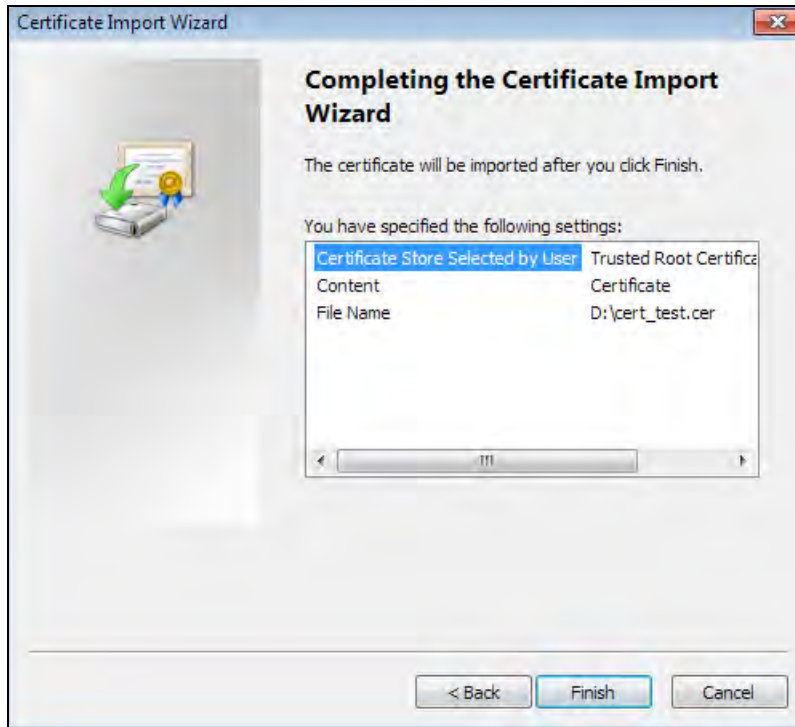 Certificate Import Wizard
Completing the Certificate Import
Wizard
The certificate will be imported after you click Finish.
You have specified the following settings:
Certificate Store Selected by User Trusted Root Certifica
Content Certificate
File Name D:\cert_test.cer
< Back Finish Cancel